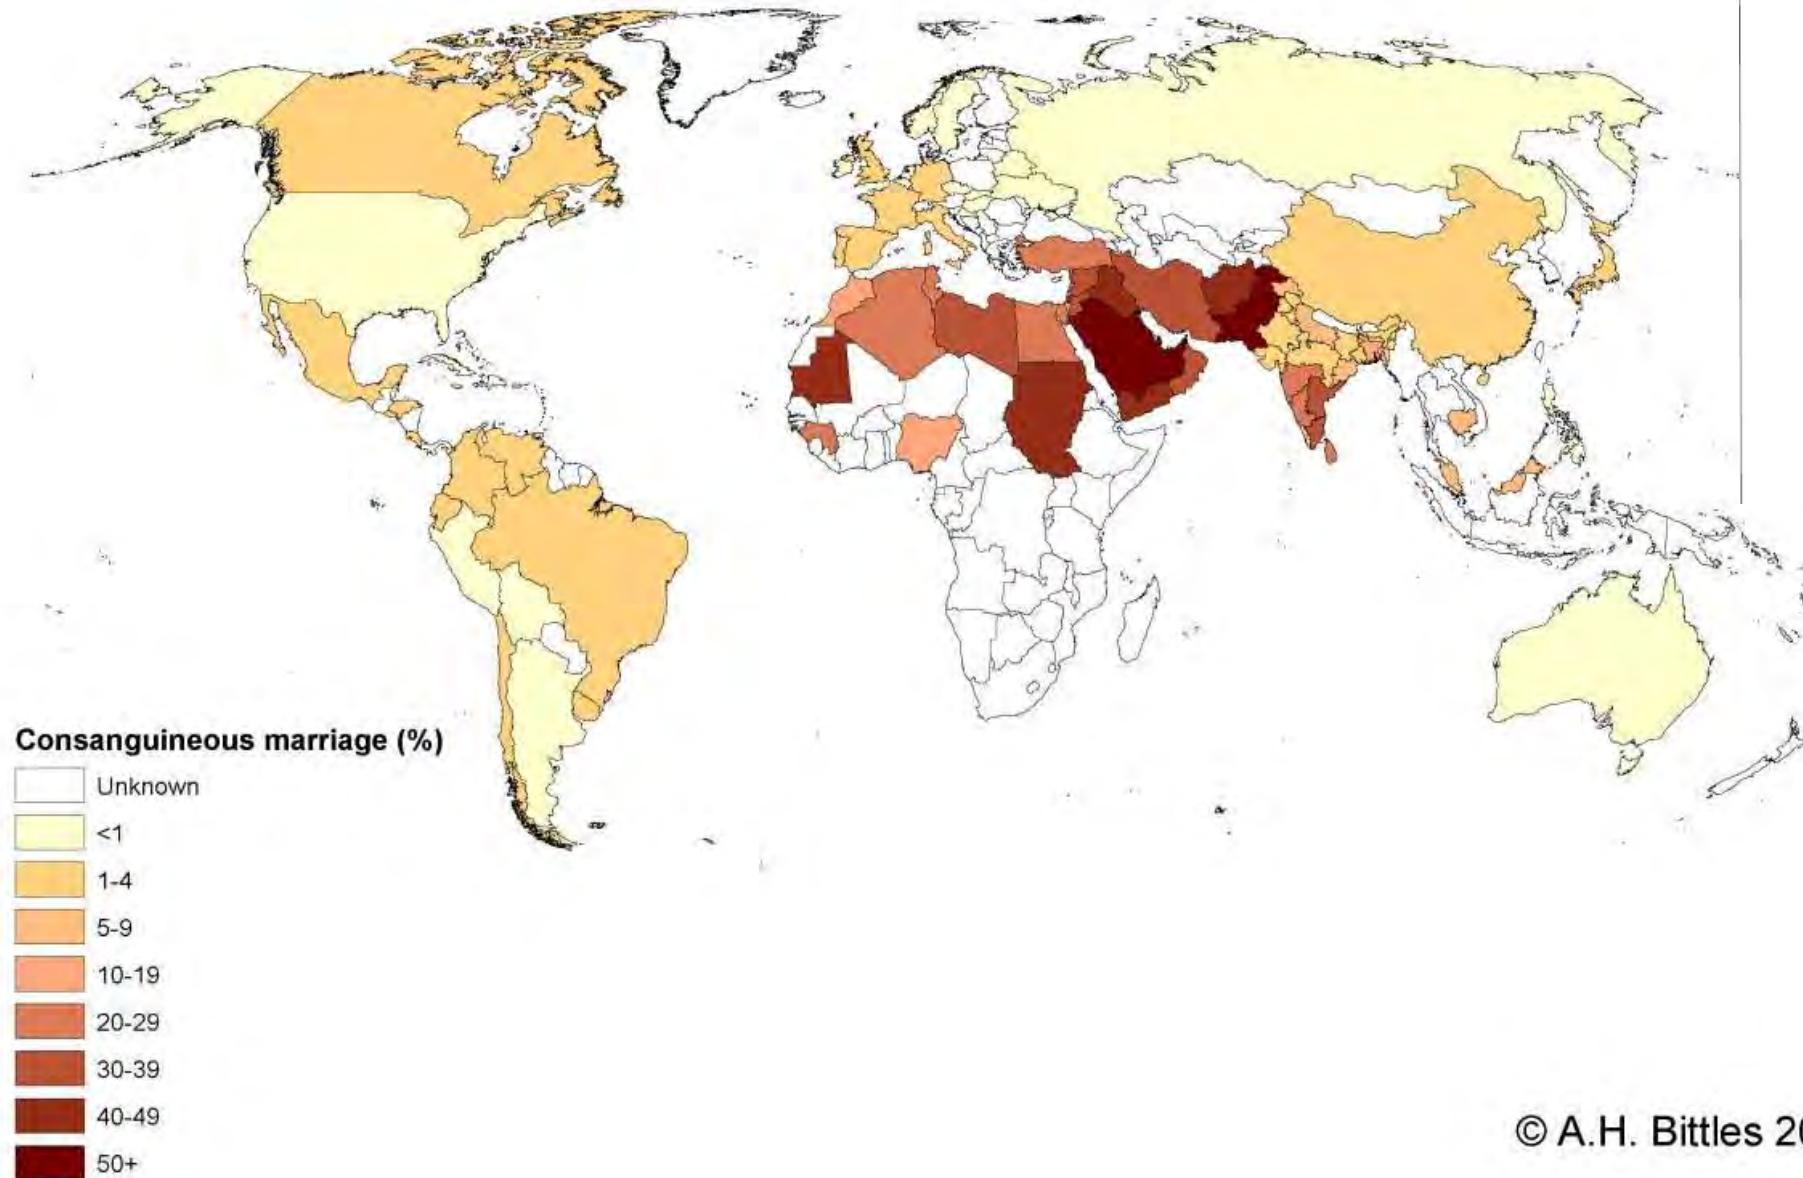 Consanguineous marriage (%)
Unknown
<1
1-4
5-9
10-19
20-29
30-39
40-49
50+
© A.H. Bittles